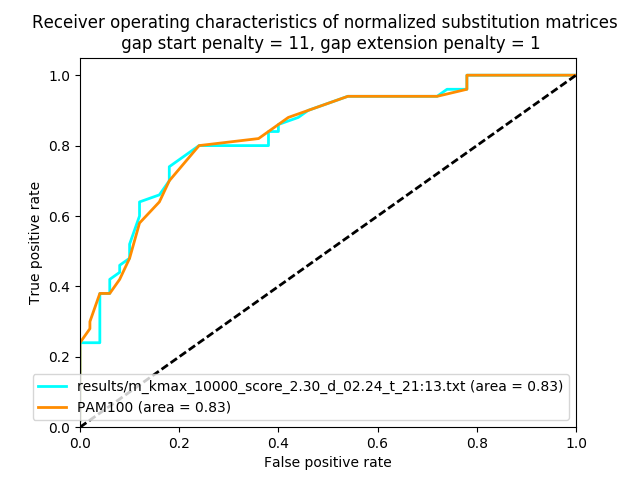 Receiver operating characteristics of normalized substitution matrices
gap start penalty = 11, gap extension penalty = 1
True positive rate
1.0
0.8
0.6
0.4
0.2
0.0
results/m_kmax_10000_score_2.30_d_02.24_t_21:13.txt (area = 0.83)
PAM100 (area = 0.83)
0.0 0.2 0.4 0.6 0.8 1.0
False positive rate